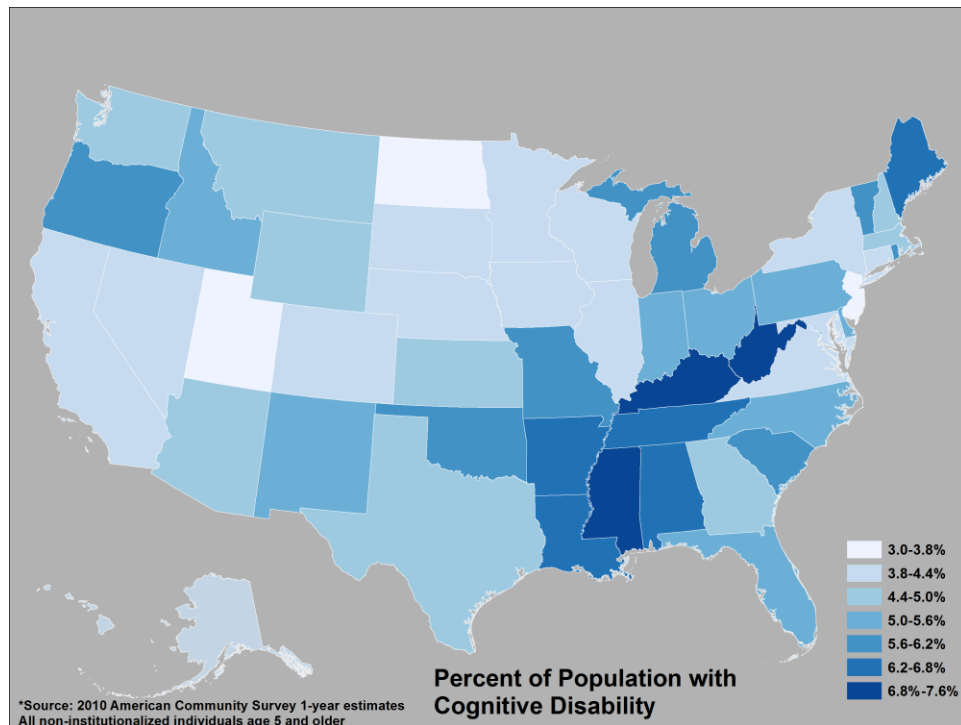 3.0-3.8%
3.8-4.4%
4.4-5.0%
5.0-5.6%
5.6-6.2%
6.2-6.8%
6.8%-7.6%
Percent of Population with
Cognitive Disability
*Source: 2010 American Community Survey 1-year estimates
All non-institutionalized individuals age 5 and older